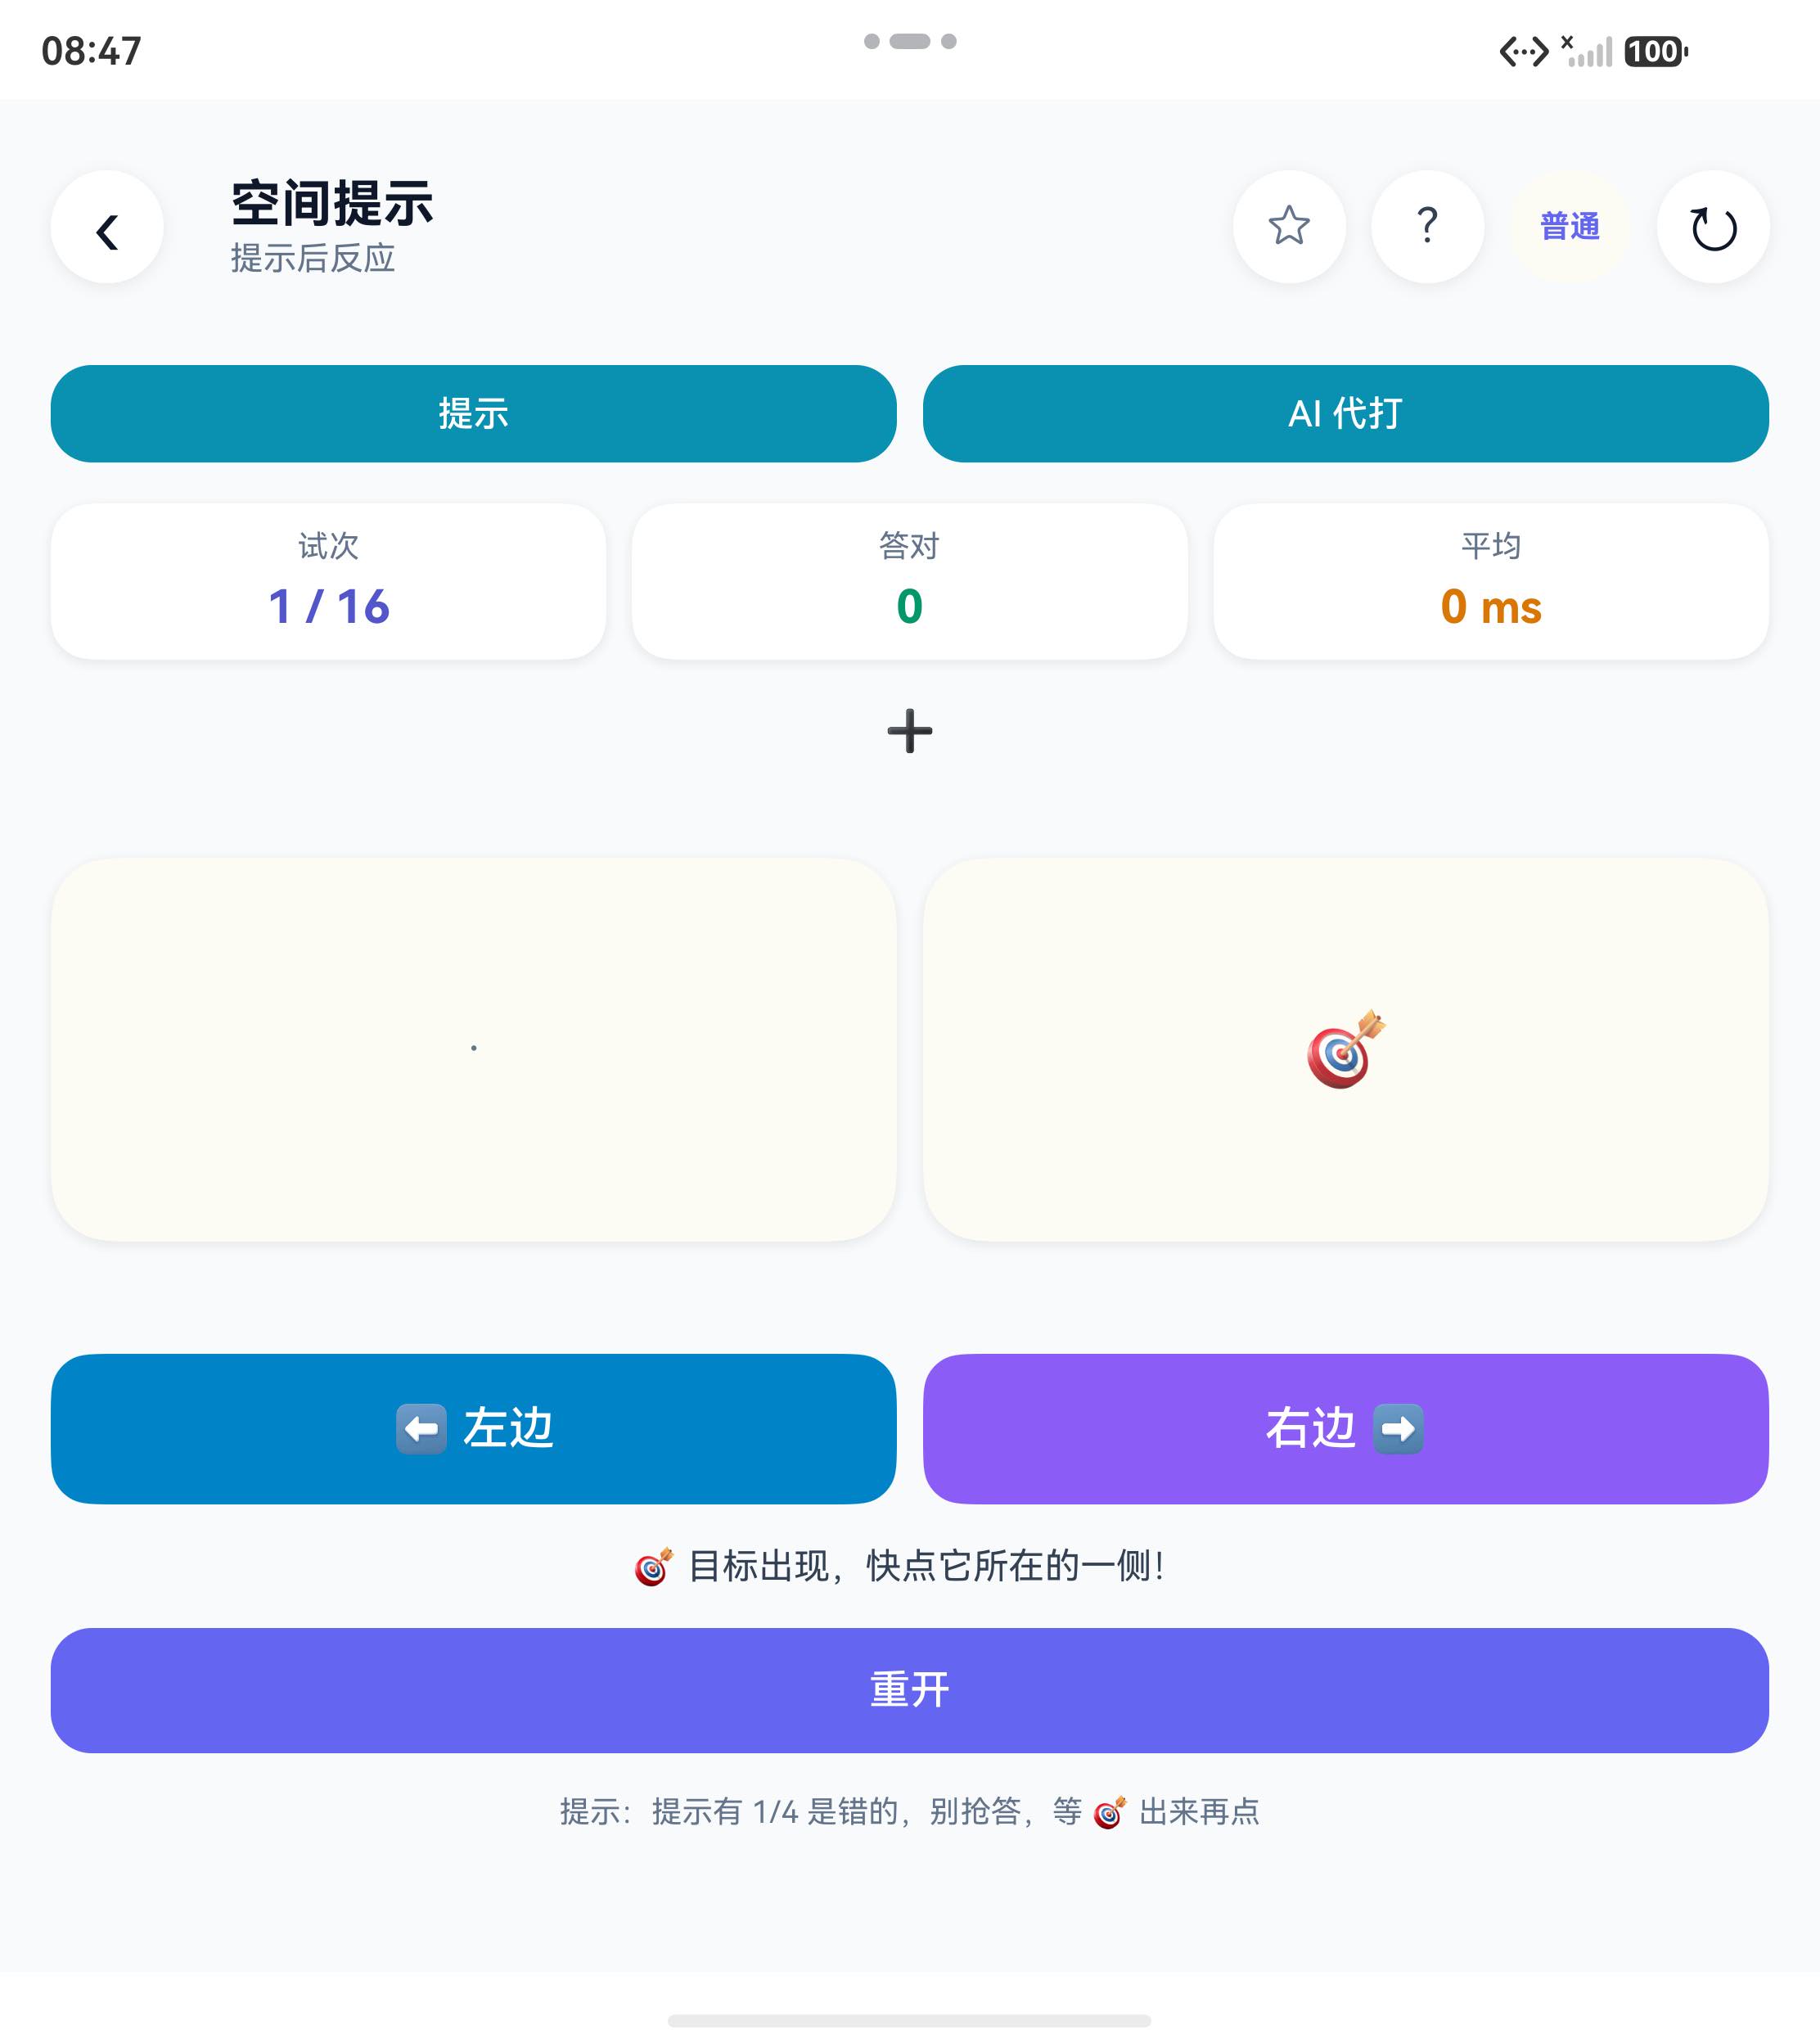 08:47
100
空间提示
提示后反应
?
普通
提示
AI 代打
试次
1 / 16
答对
0
平均
0 ms
左边
右边
🎯 目标出现，快点它所在的一侧！
重开
提示：提示有 1/4 是错的，别抢答，等 🎯 出来再点